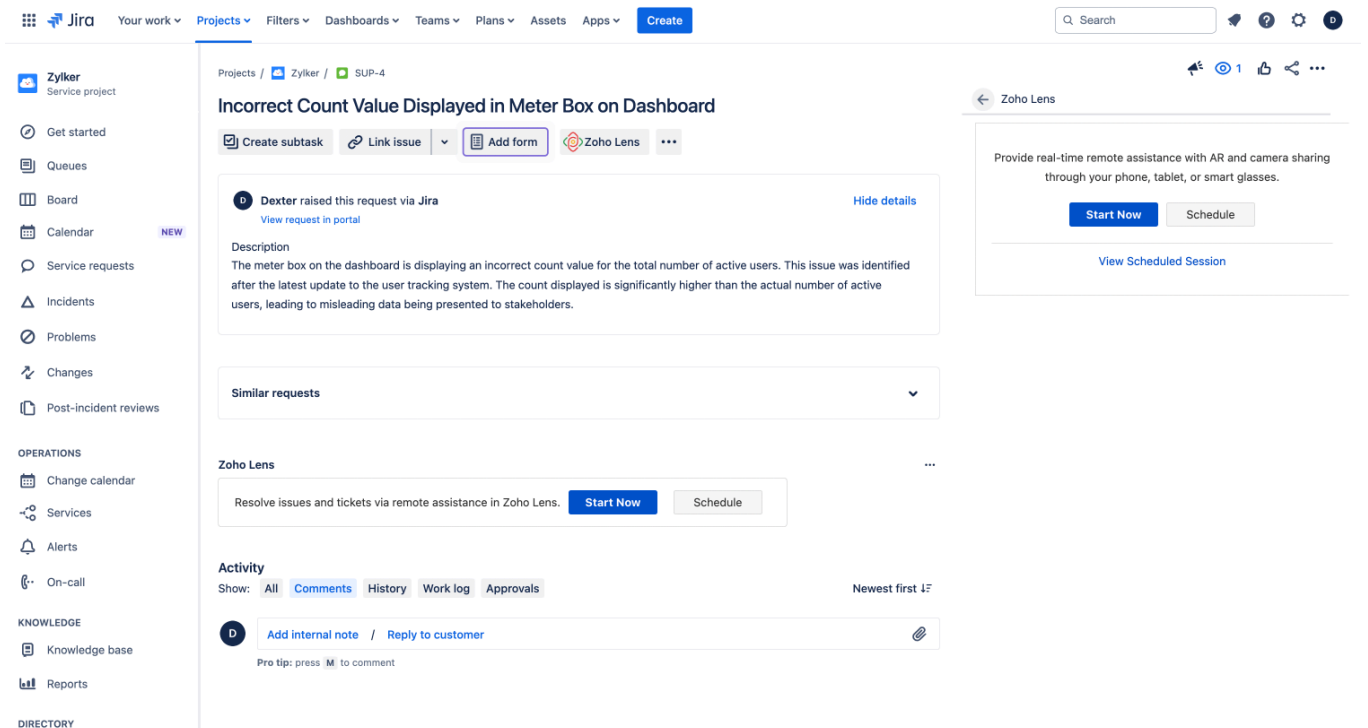 Jira
Your work
Projects
Filters
Dashboards
Teams
Plans
Assets
Apps
Create
Search
D
Zylker
Service project
Get started
Queues
Board
Calendar NEW
Service requests
Incidents
Problems
Changes
Post-incident reviews
OPERATIONS
Change calendar
Services
Alerts
On-call
KNOWLEDGE
Knowledge base
Reports
DIRECTORY
Projects / Zylker / SUP-4
Incorrect Count Value Displayed in Meter Box on Dashboard
Create subtask
Link issue
Add form
Zoho Lens
D
Dexter raised this request via Jira
Hide details
View request in portal
Description
The meter box on the dashboard is displaying an incorrect count value for the total number of active users. This issue was identified
after the latest update to the user tracking system. The count displayed is significantly higher than the actual number of active
users, leading to misleading data being presented to stakeholders.
Similar requests
Zoho Lens
Resolve issues and tickets via remote assistance in Zoho Lens.
Start Now
Schedule
Activity
Show: All Comments History Work log Approvals
Newest first
D
Add internal note / Reply to customer
Pro tip: press M to comment
1
Zoho Lens
Provide real-time remote assistance with AR and camera sharing
through your phone, tablet, or smart glasses.
Start Now
Schedule
View Scheduled Session